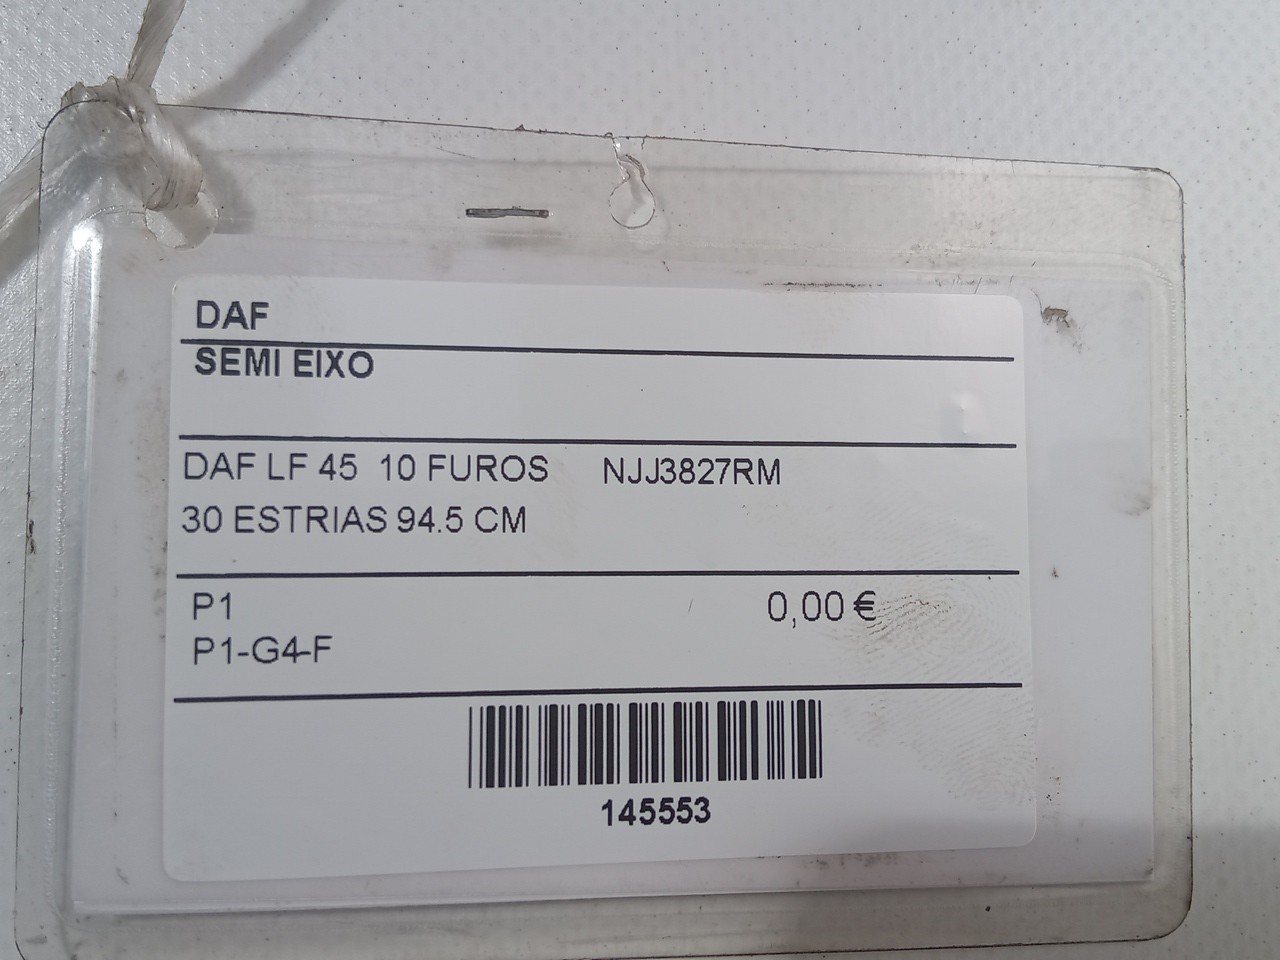 DAF
SEMI EIXO
DAF LF 45  10 FUROS  NJJ3827RM
30 ESTRIAS 94.5 CM
P1  0,00 €
P1-G4-F
145553